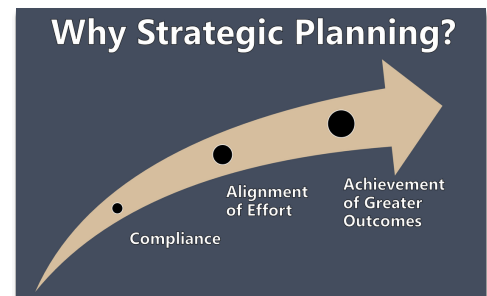 Why Strategic Planning?
Compliance
Alignment
of Effort
Achievement
of Greater
Outcomes